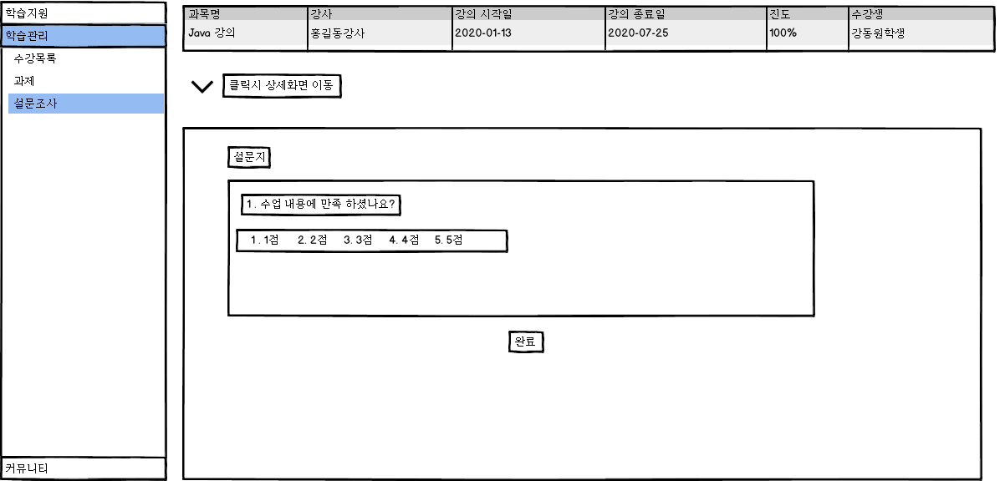 학습지원
학습관리
수강목록
과제
설문조사
커뮤니티
과목명 강사 강의 시작일 강의 종료일 진도 수강생
Java 강의 홍길동강사 2020-01-13 2020-07-25 100% 강동원학생
클릭시 상세화면 이동
설문지
1. 수업 내용에 만족 하셨나요?
1. 1점 2. 2점 3. 3점 4. 4점 5. 5점
완료